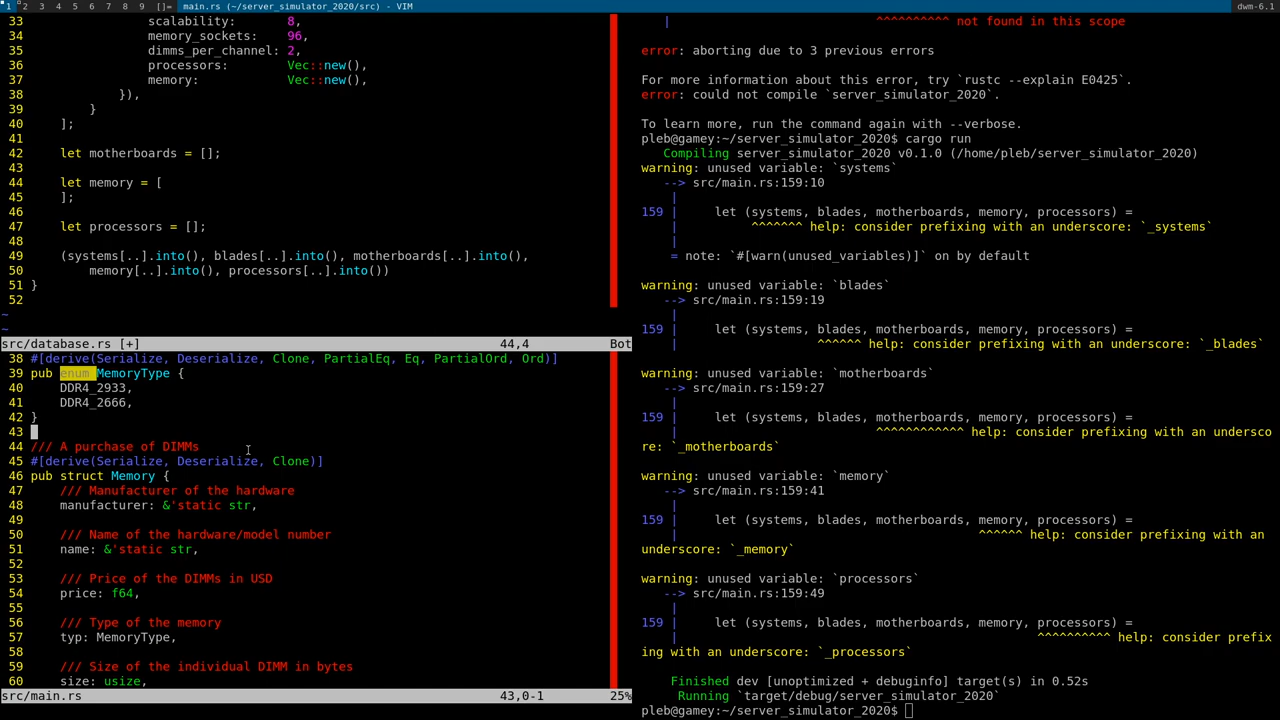 1 2 3 4 5 6 7 8 9 []= main.rs (~/server_simulator_2020/src) - VIM dwm-6.1
33 scalability: 8,
34 memory_sockets: 96,
35 dimms_per_channel: 2,
36 processors: Vec::new(),
37 memory: Vec::new(),
38 }),
39 }
40 ];
41
42 let motherboards = [];
43
44 let memory = [
45 ];
46
47 let processors = [];
48
49 (systems[..].into(), blades[..].into(), motherboards[..].into(),
50 memory[..].into(), processors[..].into())
51 }
52
~
~
src/database.rs [+] 44,4 Bot
38 #[derive(Serialize, Deserialize, Clone, PartialEq, Eq, PartialOrd, Ord)]
39 pub enum MemoryType {
40 DDR4_2933,
41 DDR4_2666,
42 }
43
44 /// A purchase of DIMMs
45 #[derive(Serialize, Deserialize, Clone)]
46 pub struct Memory {
47 /// Manufacturer of the hardware
48 manufacturer: &'static str,
49
50 /// Name of the hardware/model number
51 name: &'static str,
52
53 /// Price of the DIMMs in USD
54 price: f64,
55
56 /// Type of the memory
57 typ: MemoryType,
58
59 /// Size of the individual DIMM in bytes
60 size: usize,
src/main.rs 43,0-1 25%
| ^^^^^^^^^^ not found in this scope
error: aborting due to 3 previous errors
For more information about this error, try `rustc --explain E0425`.
error: could not compile `server_simulator_2020`.
To learn more, run the command again with --verbose.
pleb@gamey:~/server_simulator_2020$ cargo run
Compiling server_simulator_2020 v0.1.0 (/home/pleb/server_simulator_2020)
warning: unused variable: `systems`
--> src/main.rs:159:10
|
159 | let (systems, blades, motherboards, memory, processors) =
| ^^^^^^^ help: consider prefixing with an underscore: `_systems`
|
= note: `#[warn(unused_variables)]` on by default
warning: unused variable: `blades`
--> src/main.rs:159:19
|
159 | let (systems, blades, motherboards, memory, processors) =
| ^^^^^^ help: consider prefixing with an underscore: `_blades`
warning: unused variable: `motherboards`
--> src/main.rs:159:27
|
159 | let (systems, blades, motherboards, memory, processors) =
| ^^^^^^^^^^^^ help: consider prefixing with an undersco
re: `_motherboards`
warning: unused variable: `memory`
--> src/main.rs:159:41
|
159 | let (systems, blades, motherboards, memory, processors) =
| ^^^^^^ help: consider prefixing with an
underscore: `_memory`
warning: unused variable: `processors`
--> src/main.rs:159:49
|
159 | let (systems, blades, motherboards, memory, processors) =
| ^^^^^^^^^^ help: consider prefix
ing with an underscore: `_processors`
Finished dev [unoptimized + debuginfo] target(s) in 0.52s
Running `target/debug/server_simulator_2020`
pleb@gamey:~/server_simulator_2020$